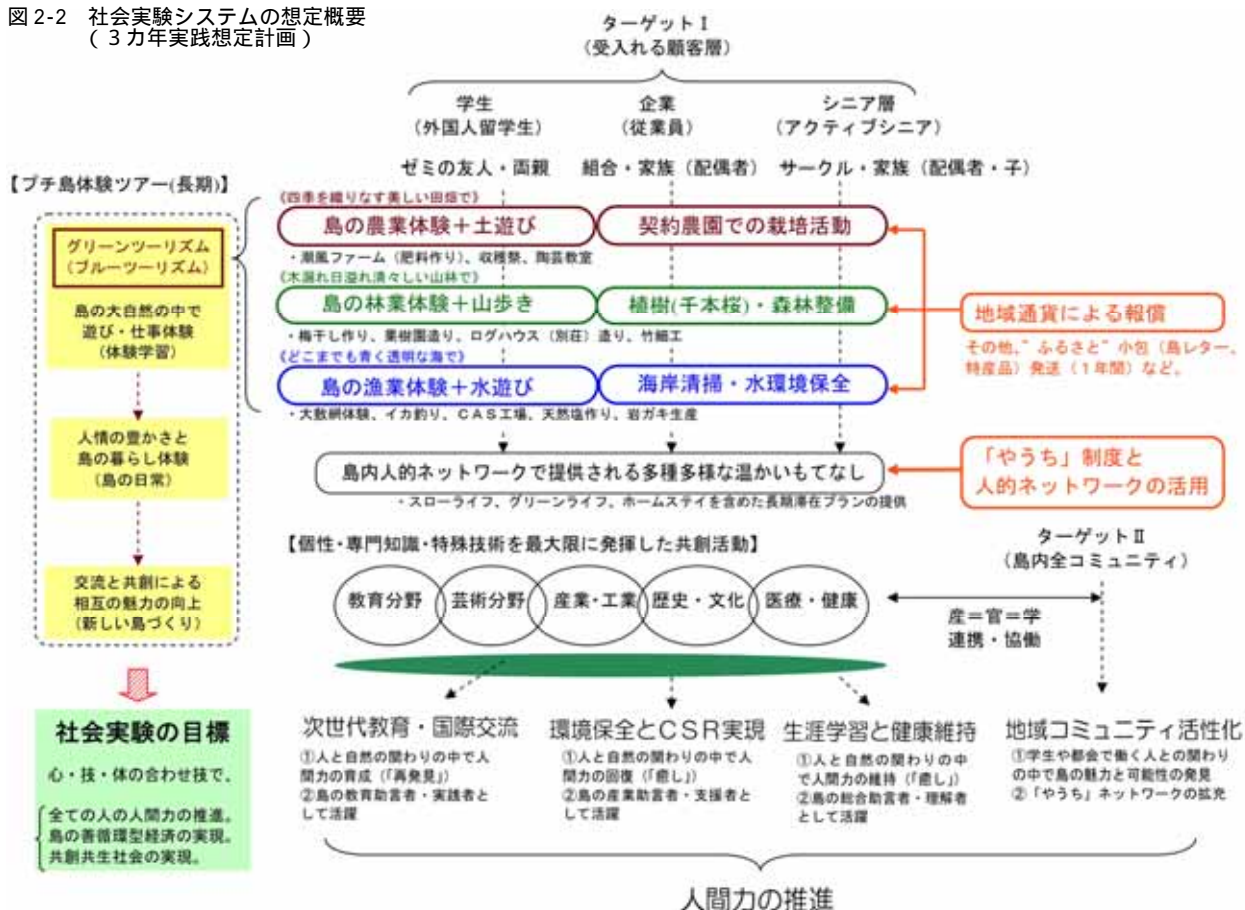 図2-2 社会実験システムの想定概要
(3カ年実践想定計画)
ターゲットⅠ
(受入れる顧客層)
学生
(外国人留学生)
企業
(従業員)
シニア層
(アクティブシニア)
ゼミの友人・両親
組合・家族(配偶者)
サークル・家族(配偶者・子)
【プチ島体験ツアー(長期)】
グリーンツーリズム
(ブルーツーリズム)
島の大自然の中で
遊び・仕事体験
(体験学習)
人情の豊かさと
島の暮らし体験
(島の日常)
交流と共創による
相互の魅力の向上
(新しい島づくり)
社会実験の目標
心・技・体の合わせ技で、
全ての人の人間力の推進。
島の善循環型経済の実現。
共創共生社会の実現。
《四季を織りなす美しい田畑で》
島の農業体験+土遊び
契約農園での栽培活動
・潮風ファーム(肥料作り)、収穫祭、陶芸教室
《木漏れ日溢れ清々しい山林で》
島の林業体験+山歩き
植樹(千本桜)・森林整備
・梅干し作り、果樹園造り、ログハウス(別荘)造り、竹細工
《どこまでも青く透明な海で》
島の漁業体験+水遊び
海岸清掃・水環境保全
・大敷網体験、イカ釣り、CAS工場、天然塩作り、岩ガキ生産
地域通貨による報償
その他、"ふるさと"小包(島レター、
特産品)発送(1年間)など。
島内人的ネットワークで提供される多種多様な温かいもてなし
・スローライフ、グリーンライフ、ホームステイを含めた長期滞在プランの提供
「やうち」制度と
人的ネットワークの活用
【個性・専門知識・特殊技術を最大限に発揮した共創活動】
教育分野
芸術分野
産業・工業
歴史・文化
医療・健康
ターゲットⅡ
(島内全コミュニティ)
産=官=学
連携・協働
次世代教育・国際交流
①人と自然の関わりの中で人
間力の育成(「再発見」)
②島の教育助言者・実践者と
して活躍
環境保全とCSR実現
①人と自然の関わりの中で人
間力の回復(「癒し」)
②島の産業助言者・支援者と
して活躍
生涯学習と健康維持
①人と自然の関わりの中
で人間力の維持(「癒し」)
②島の総合助言者・理解者
として活躍
地域コミュニティ活性化
①学生や都会で働く人との関わり
の中で島の魅力と可能性の発見
②「やうち」ネットワークの拡充
人間力の推進